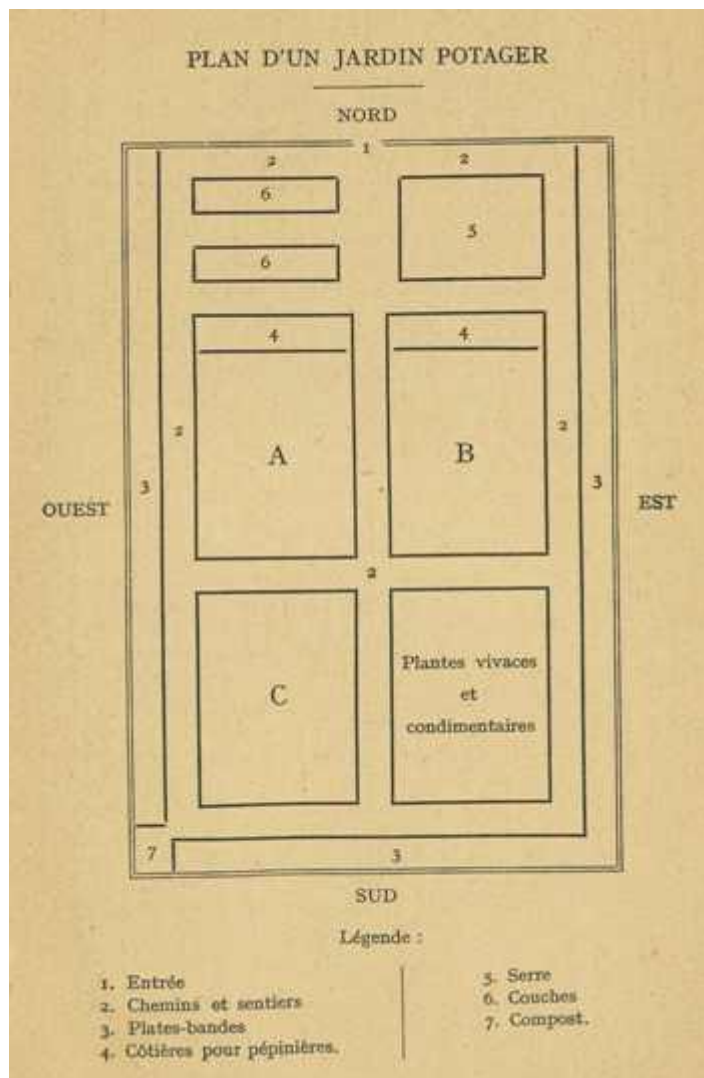 PLAN D'UN JARDIN POTAGER
NORD
1
2 2
6
5
6
4 4
2 2
A B
3 3
OUEST EST
2
Plantes vivaces
C et
condimentaires
7 3
SUD
Légende :
1. Entrée
2. Chemins et sentiers
3. Plates-bandes
4. Côtières pour pépinières.
5. Serre
6. Couches
7. Compost.